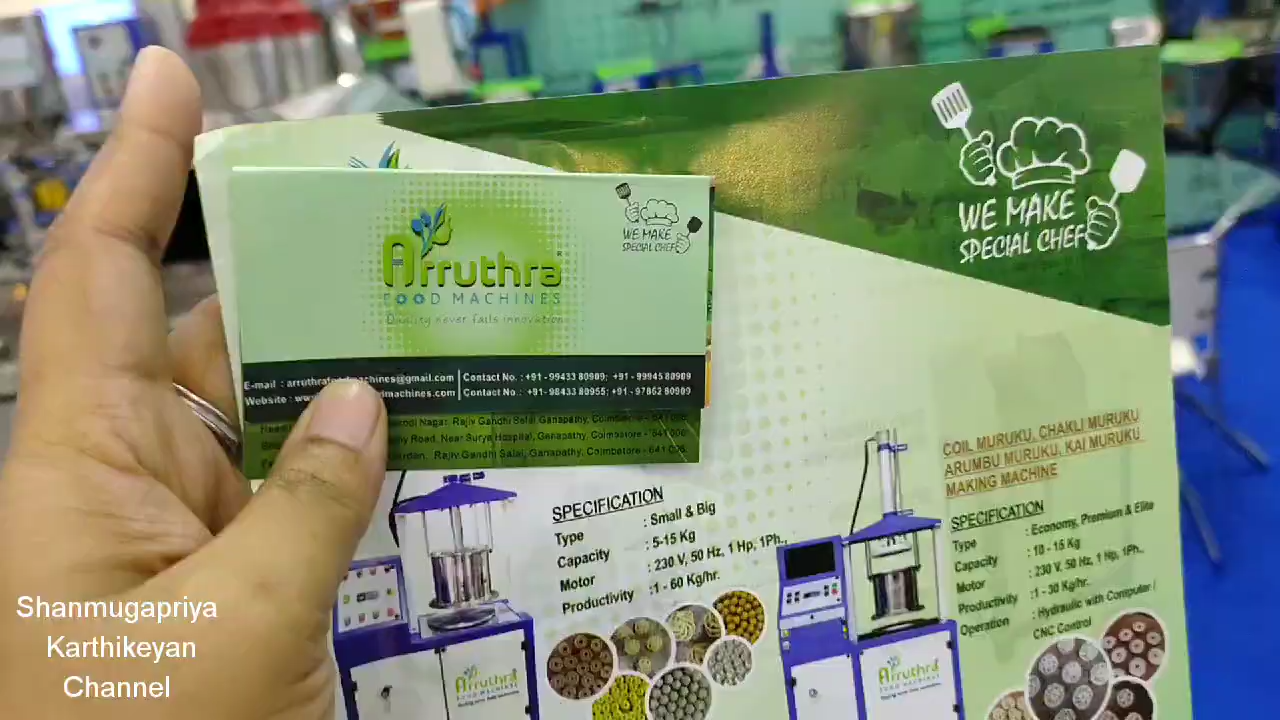 WE MAKE
SPECIAL CHEF
Arruthra®
FOOD MACHINES
Quality never fails innovation
WE MAKE
SPECIAL CHEF
E-mail : arruthrafoodmachines@gmail.com
Contact No. : +91 - 99433 80909; +91 - 99945 80909
Website :
Contact No. : +91 - 98433 80955; +91 - 97862 80909
Nagar, Rajiv Gandhi Salai Ganapathy, Coimbatore - 641 006.
Road, Near Surya Hospital, Ganapathy, Coimbatore - 641 006.
Rajiv Gandhi Salai, Ganapathy, Coimbatore - 641 006.
SPECIFICATION
Type : Small & Big
Capacity : 5-15 Kg
Motor : 230 V, 50 Hz, 1 Hp, 1Ph.,
Productivity : 1 - 60 Kg/hr.
COIL MURUKU, CHAKLI MURUKU
ARUMBU MURUKU, KAI MURUKU
MAKING MACHINE
SPECIFICATION
Type : Economy, Premium & Elite
Capacity : 10 - 15 Kg
Motor : 230 V, 50 Hz, 1 Hp, 1Ph.,
Productivity : 1 - 30 Kg/hr.
Operation : Hydraulic with Computer /
CNC Control
Arruthra
FOOD MACHINES
Arruthra
FOOD MACHINES
Shanmugapriya
Karthikeyan
Channel